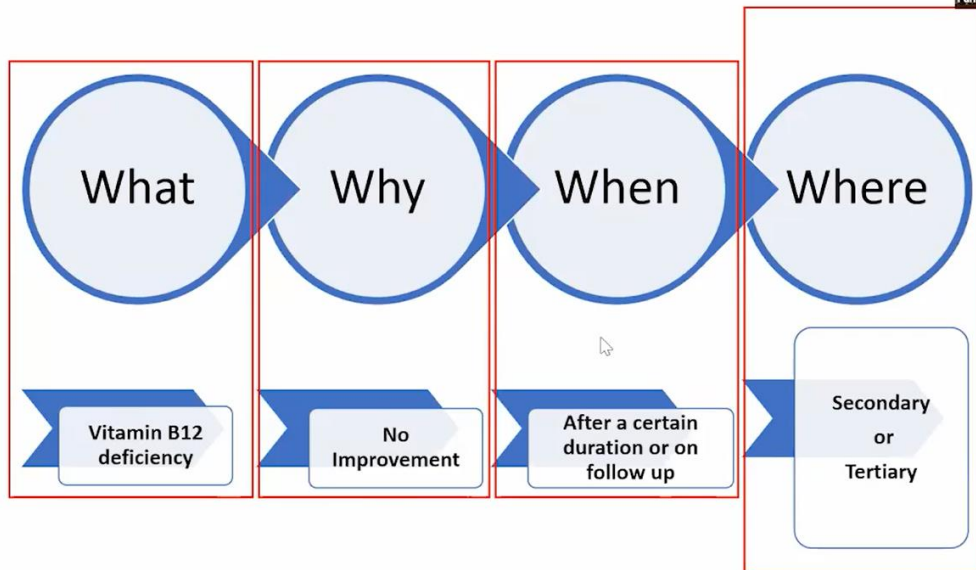 What
Why
When
Where
Vitamin B12
deficiency
No
Improvement
After a certain
duration or on
follow up
Secondary
or
Tertiary